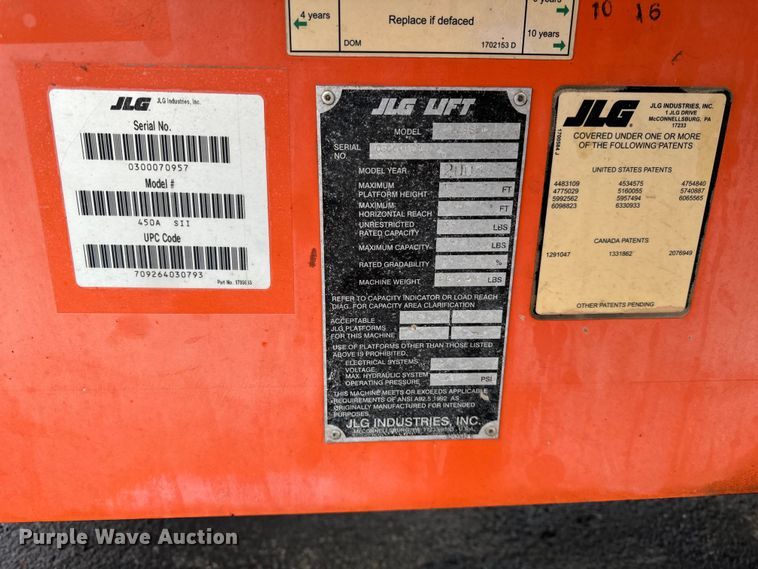 4 years
Replace if defaced
10 years
DOM
1702153 D
10 16
JLG JLG Industries, Inc.
Serial No.
0300070957
Model #
450A SII
UPC Code
709264030793
JLG LIFT
MODEL
SERIAL
NO.
MODEL YEAR
MAXIMUM
PLATFORM HEIGHT FT
MAXIMUM
HORIZONTAL REACH FT
UNRESTRICTED
RATED CAPACITY LBS
MAXIMUM CAPACITY LBS
RATED GRADABILITY %
MACHINE WEIGHT LBS
REFER TO CAPACITY INDICATOR OR LOAD REACH
DIAG. FOR CAPACITY AREA CLARIFICATION
ACCEPTABLE
JLG PLATFORMS
FOR THIS MACHINE
USE OF PLATFORMS OTHER THAN THOSE LISTED
ABOVE IS PROHIBITED.
ELECTRICAL SYSTEMS
VOLTAGE
MAX. HYDRAULIC SYSTEM
OPERATING PRESSURE PSI
THIS MACHINE MEETS OR EXCEEDS APPLICABLE
REQUIREMENTS OF ANSI A92.5 1992 AS
ORIGINALLY MANUFACTURED FOR INTENDED
PURPOSES.
JLG INDUSTRIES, INC.
JLG
JLG INDUSTRIES, INC.
1 JLG DRIVE
McCONNELLSBURG, PA
17233
COVERED UNDER ONE OR MORE
OF THE FOLLOWING PATENTS
UNITED STATES PATENTS
4483109 4534575 4754840
4775029 5160055 5740887
5992562 5957494 6065565
6098823 6330933
CANADA PATENTS
1291047 1331862 2076949
OTHER PATENTS PENDING
Purple Wave Auction